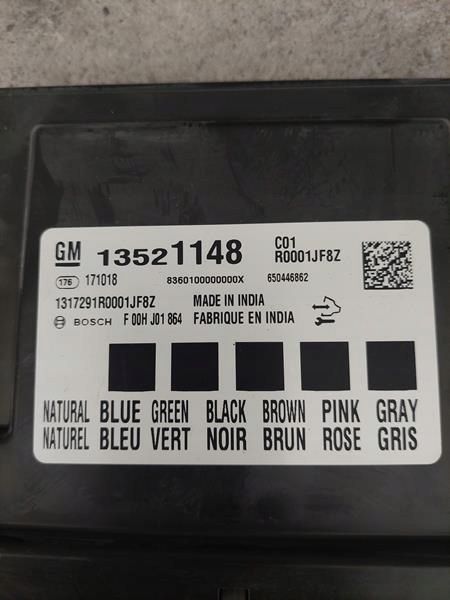 GM 13521148 C01
R0001JF8Z
176 171018 8360100000000X 650446862
1317291R0001JF8Z MADE IN INDIA
BOSCH F 00H J01 864 FABRIQUE EN INDIA
NATURAL BLUE GREEN BLACK BROWN PINK GRAY
NATUREL BLEU VERT NOIR BRUN ROSE GRIS